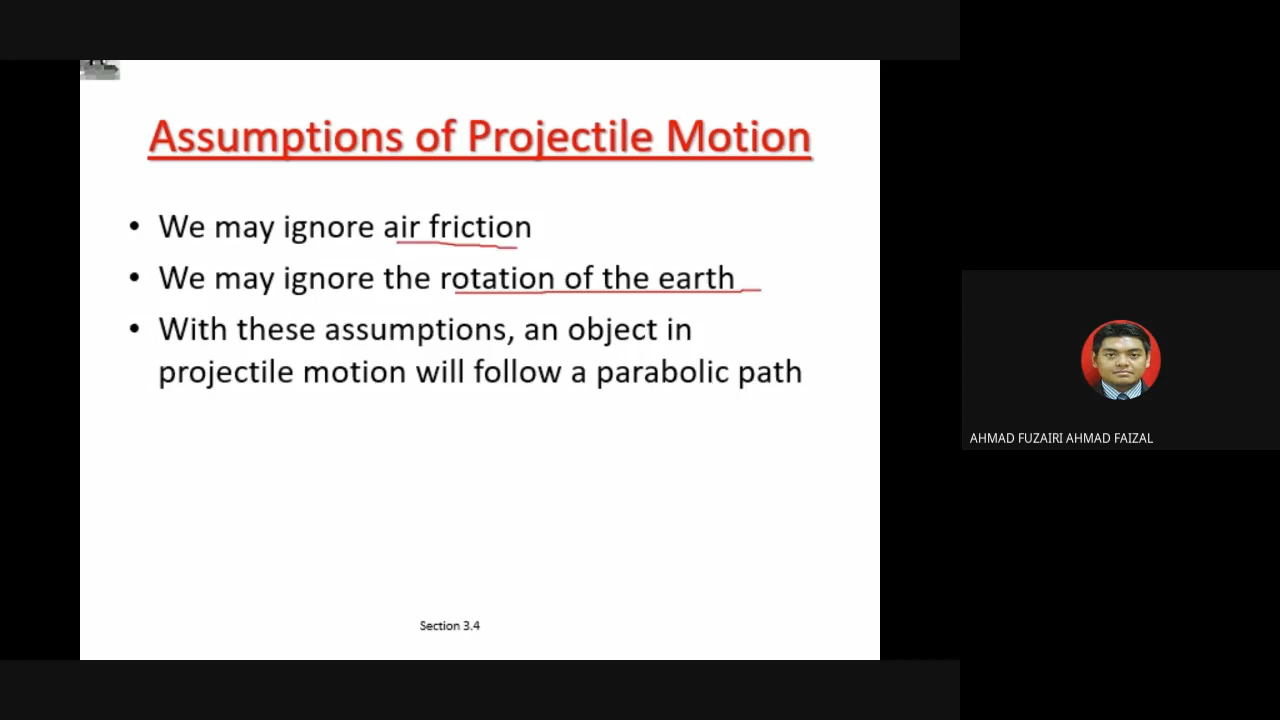 Assumptions of Projectile Motion
• We may ignore air friction
• We may ignore the rotation of the earth
• With these assumptions, an object in
projectile motion will follow a parabolic path
Section 3.4
AHMAD FUZAIRI AHMAD FAIZAL